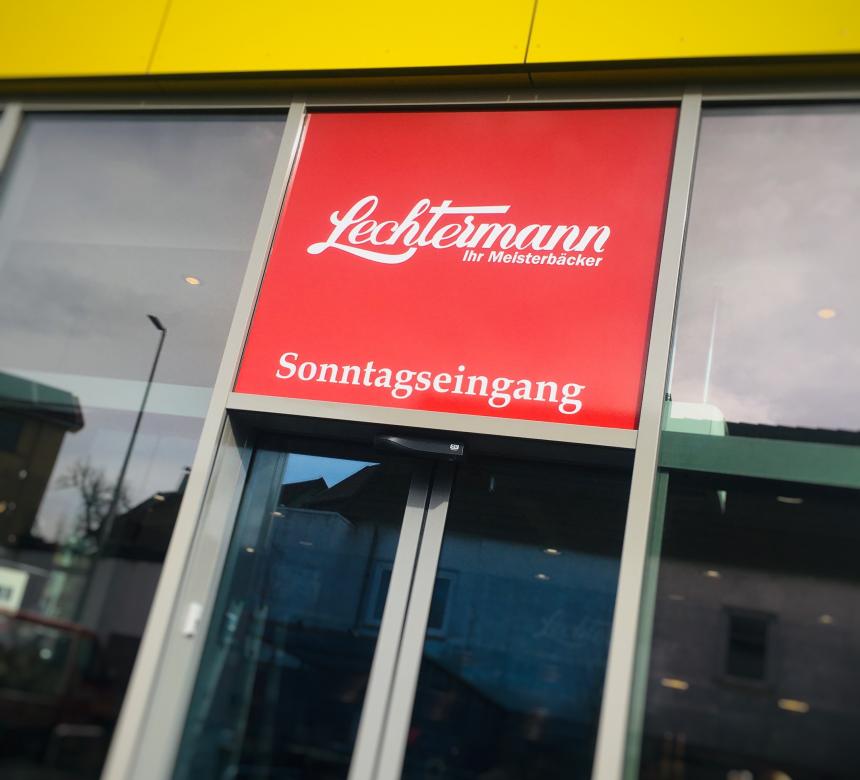 Lechtermann
Ihr Meisterbäcker
Sonntagseingang